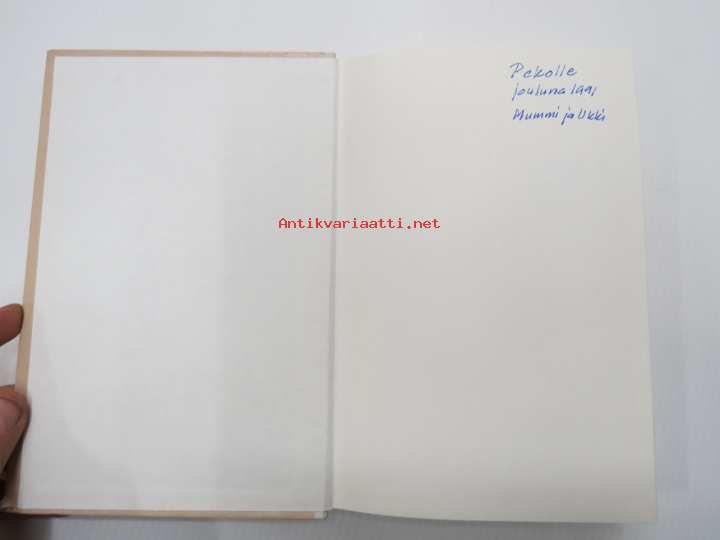 Pekolle
jouluna 1991
Mummi ja Ukki
Antikvariaatti.net